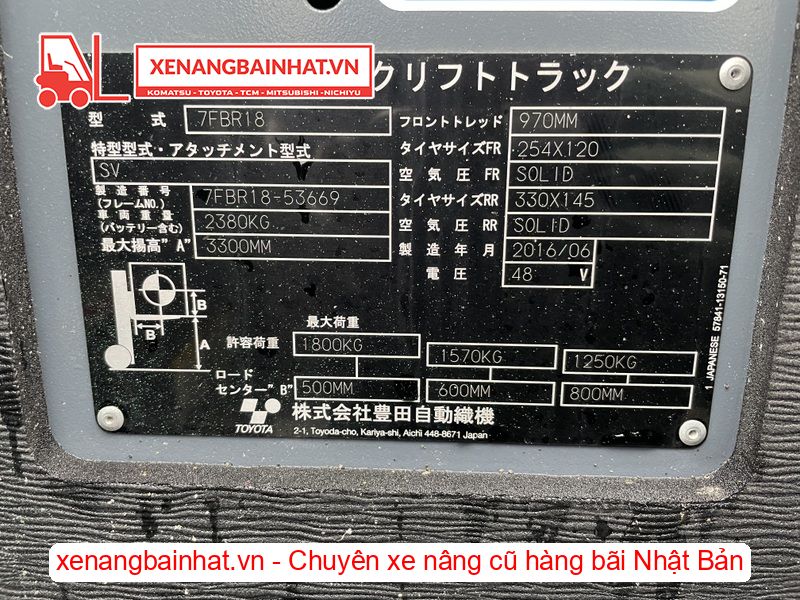 XENANGBAINHAT.VN
KOMATSU - TOYOTA - TCM - MITSUBISHI - NICHIYU
クリフトトラック
型 式 7FBR18
特型型式・アタッチメント型式
SV
製造番号
(フレームNO.) 7FBR18-53669
車両重量
(バッテリー含む) 2380KG
最大揚高"A" 3300MM
フロントトレッド 970MM
タイヤサイズFR 254X120
空気圧 FR SOLID
タイヤサイズRR 330X145
空気圧 RR SOLID
製造年月 2016/06
電圧 48 V
B
B
A
最大荷重
許容荷重 1800KG 1570KG 1250KG
ロード
センター"B" 500MM 600MM 800MM
TOYOTA
株式会社豊田自動織機
2-1, Toyoda-cho, Kariya-shi, Aichi 448-8671 Japan
1 JAPANESE 57841-13150-71
xenangbainhat.vn - Chuyên xe nâng cũ hàng bãi Nhật Bản